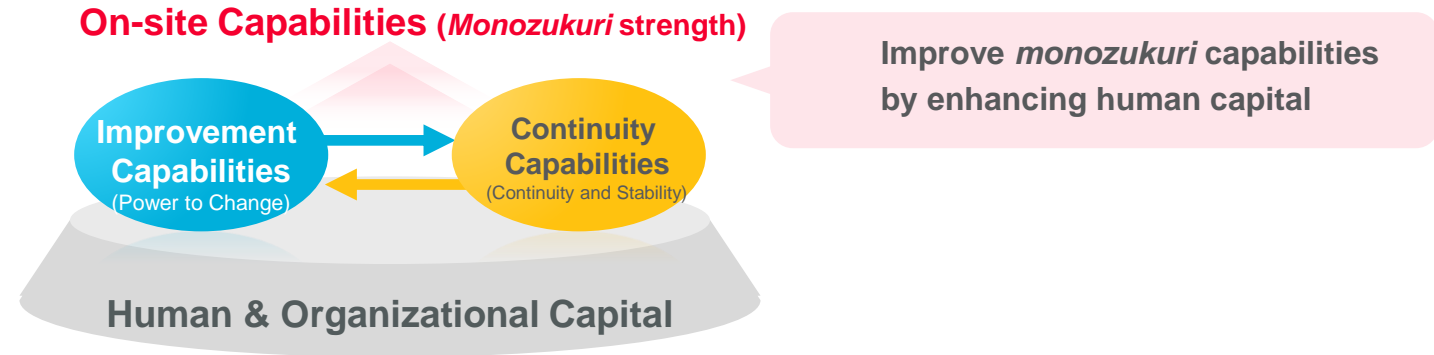 On-site Capabilities (Monozukuri strength)
Improve monozukuri capabilities
by enhancing human capital
Improvement
Capabilities
(Power to Change)
Continuity
Capabilities
(Continuity and Stability)
Human & Organizational Capital